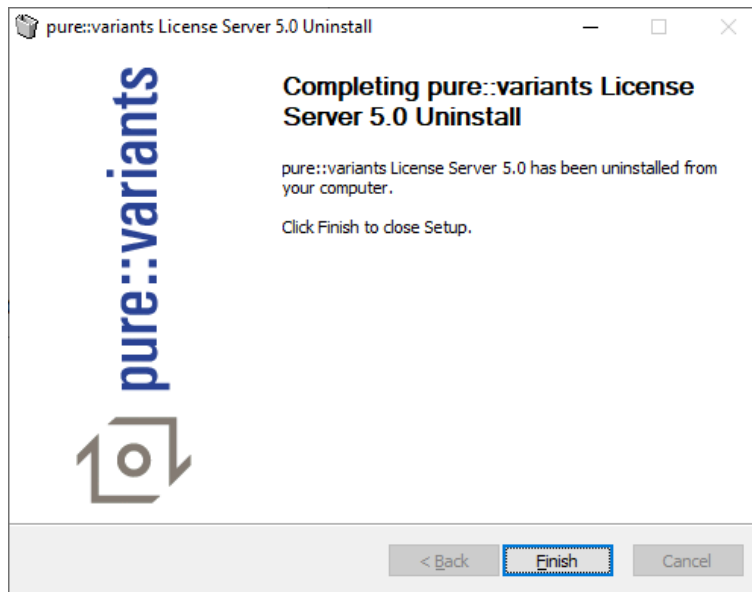 pure::variants License Server 5.0 Uninstall
pure::variants
Completing pure::variants License
Server 5.0 Uninstall
pure::variants License Server 5.0 has been uninstalled from
your computer.
Click Finish to close Setup.
< Back
Finish
Cancel